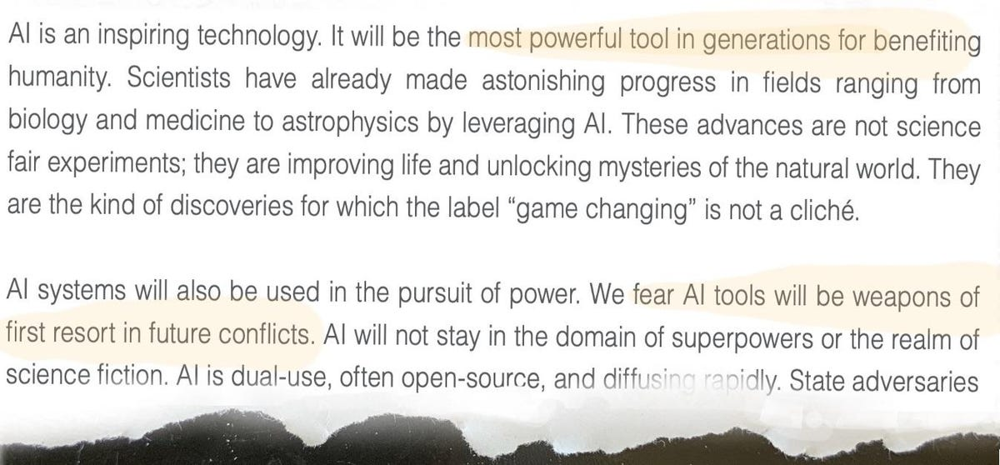 AI is an inspiring technology. It will be the most powerful tool in generations for benefiting
humanity. Scientists have already made astonishing progress in fields ranging from
biology and medicine to astrophysics by leveraging AI. These advances are not science
fair experiments; they are improving life and unlocking mysteries of the natural world. They
are the kind of discoveries for which the label “game changing” is not a cliché.
AI systems will also be used in the pursuit of power. We fear AI tools will be weapons of
first resort in future conflicts. AI will not stay in the domain of superpowers or the realm of
science fiction. AI is dual-use, often open-source, and diffusing rapidly. State adversaries